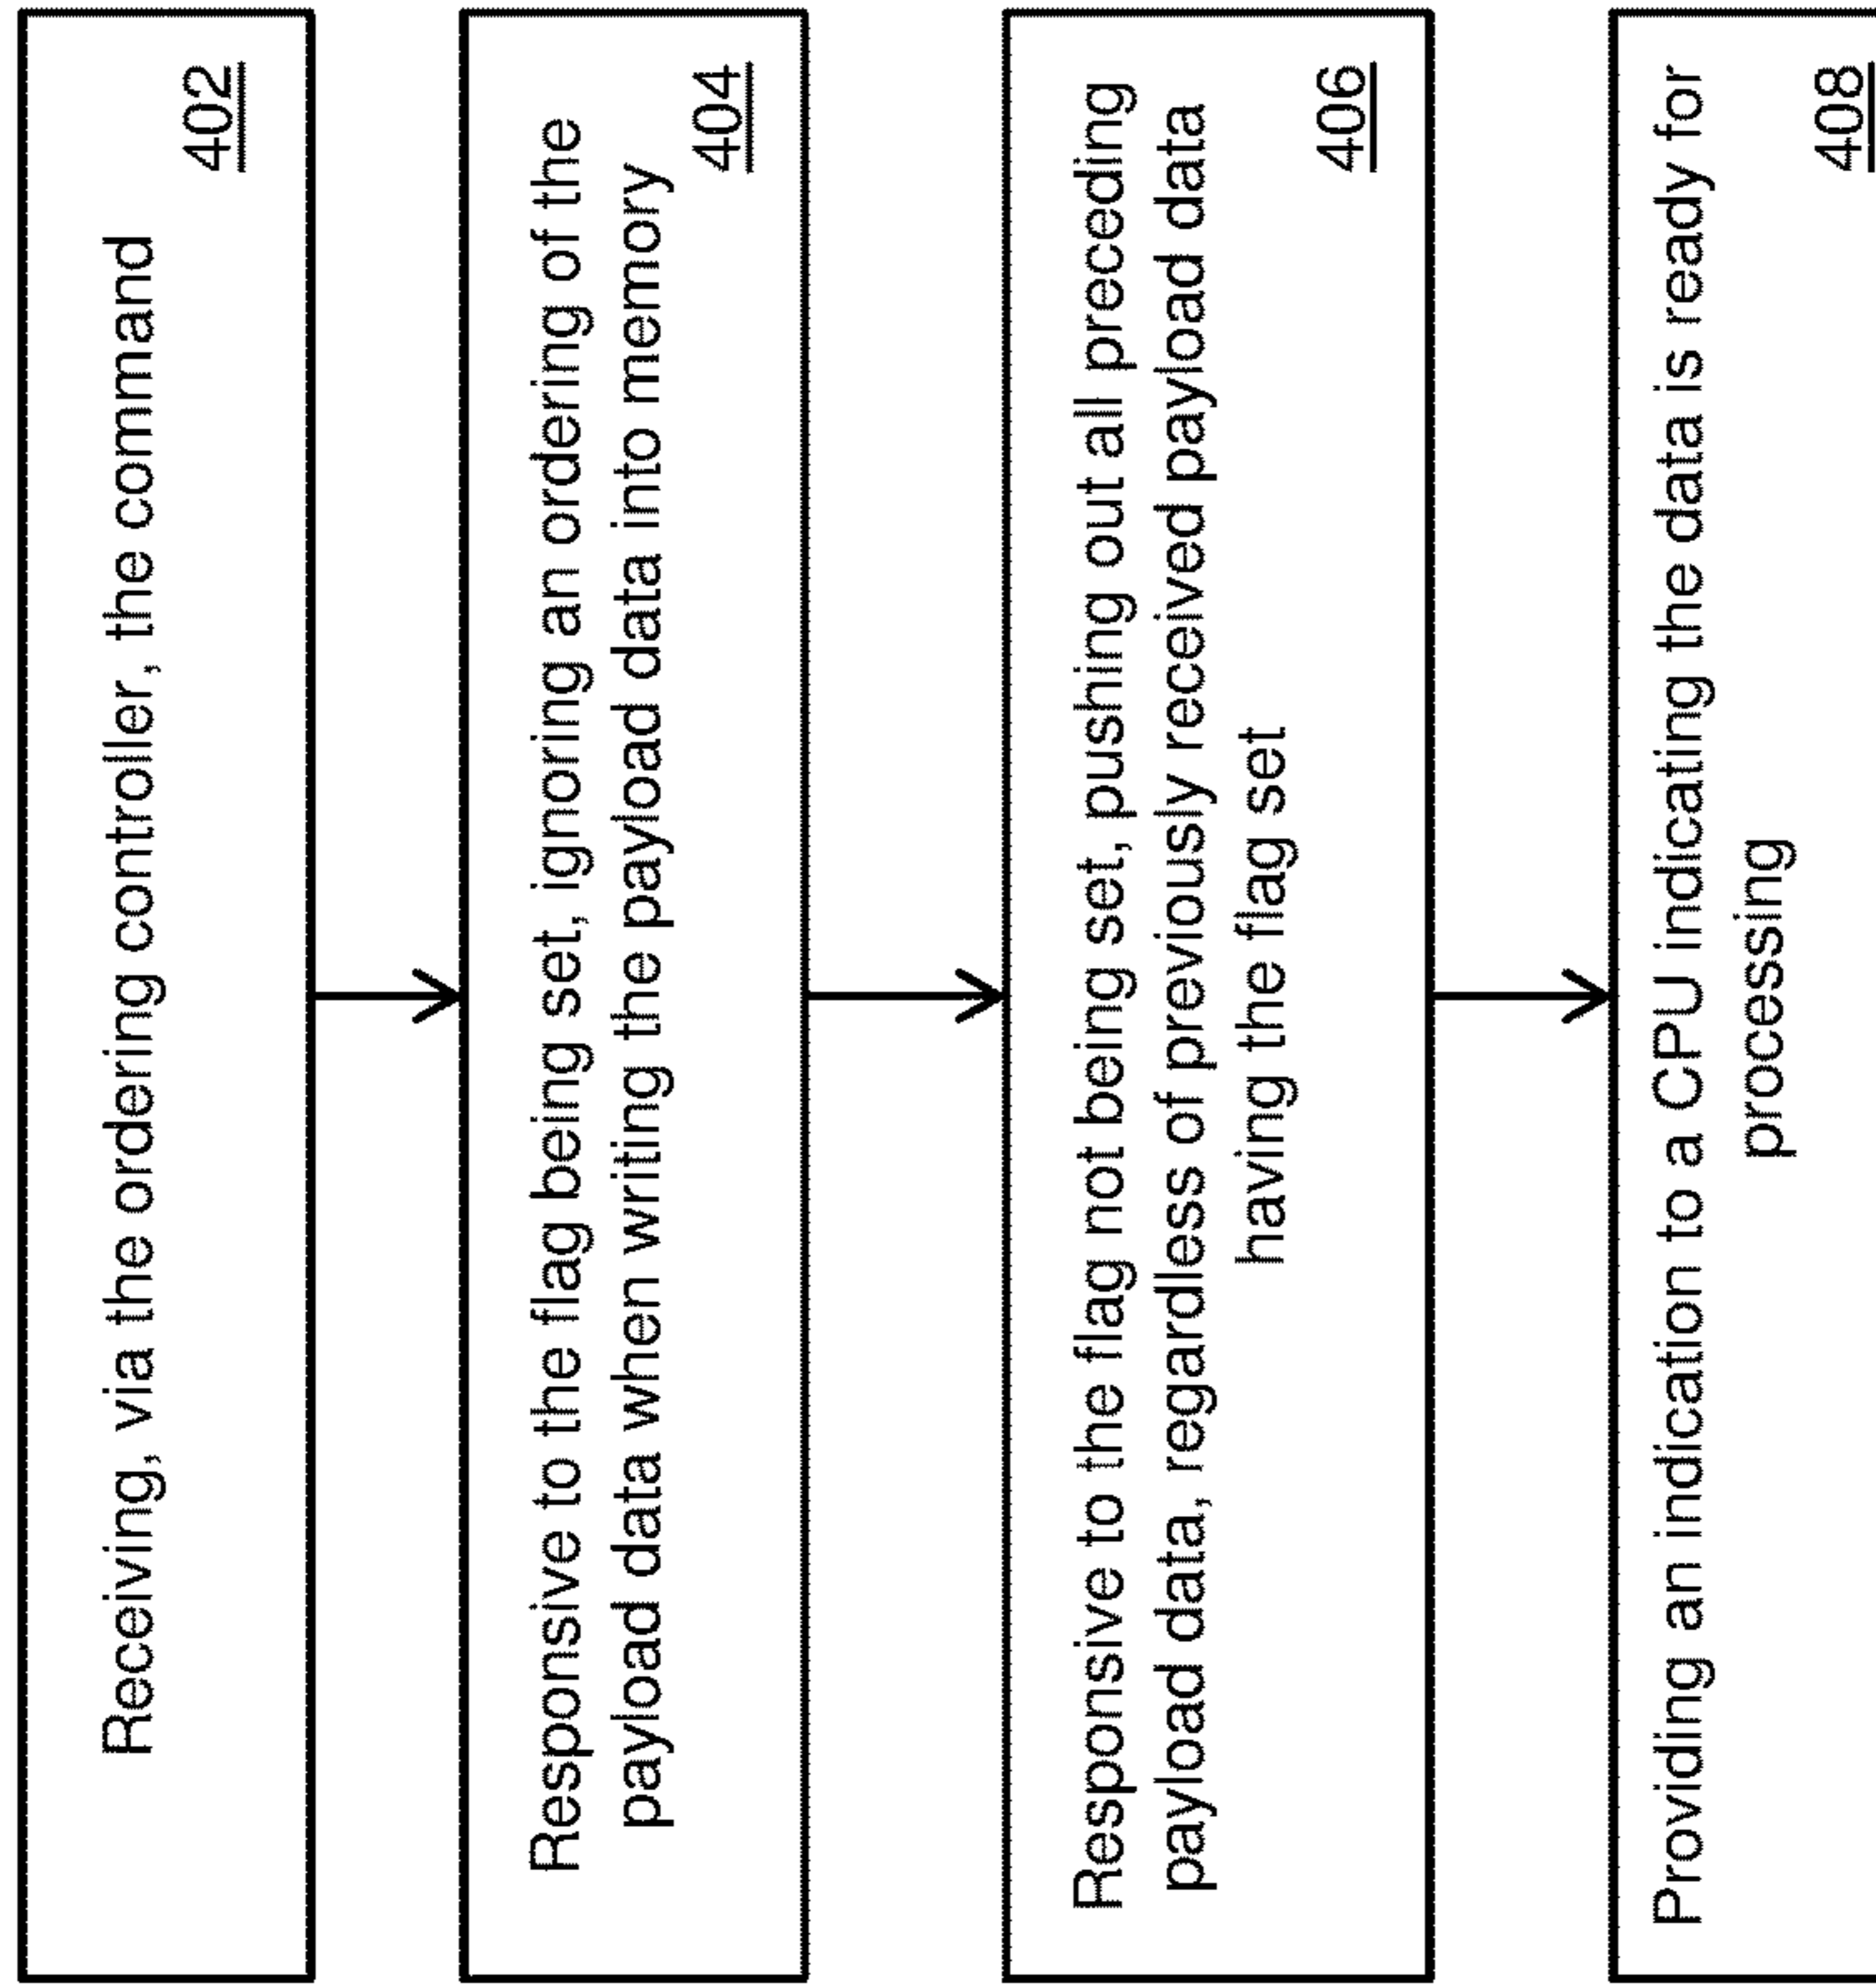 Receiving, via the ordering controller, the command
402
Responsive to the flag being set, ignoring an ordering of the
payload data when writing the payload data into memory
404
Responsive to the flag not being set, pushing out all preceding
payload data, regardless of previously received payload data
having the flag set
406
Providing an indication to a CPU indicating the data is ready for
processing
408